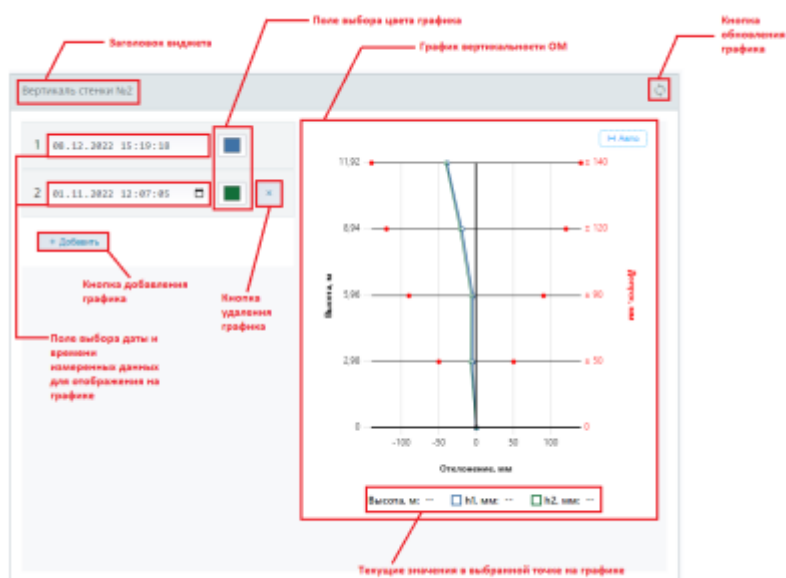 Поле выбора цвета графика
Кнопка
обновления
графика
Заголовок виджета
График вертикальности ОМ
Вертикаль стенки №2
1 08.12.2022 15:19:18
2 01.11.2022 12:07:05
×
+ Добавить
Кнопка добавления
графика
Кнопка
удаления
графика
Поле выбора даты и
времени
измеренных данных
для отображения на
графике
Авто
11,92
± 140
8,94
± 120
5,96
± 90
2,98
± 50
0
0
Высота, м
Допуск, мм
-100 -50 0 50 100
Отклонение, мм
Высота, м: -- h1, мм: -- h2, мм: --
Текущие значения в выбранной точке на графике